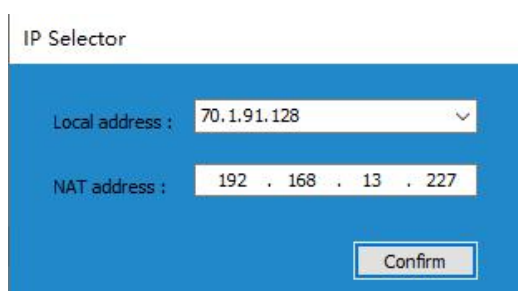 IP Selector
Local address : 70.1.91.128
NAT address : 192 . 168 . 13 . 227
Confirm